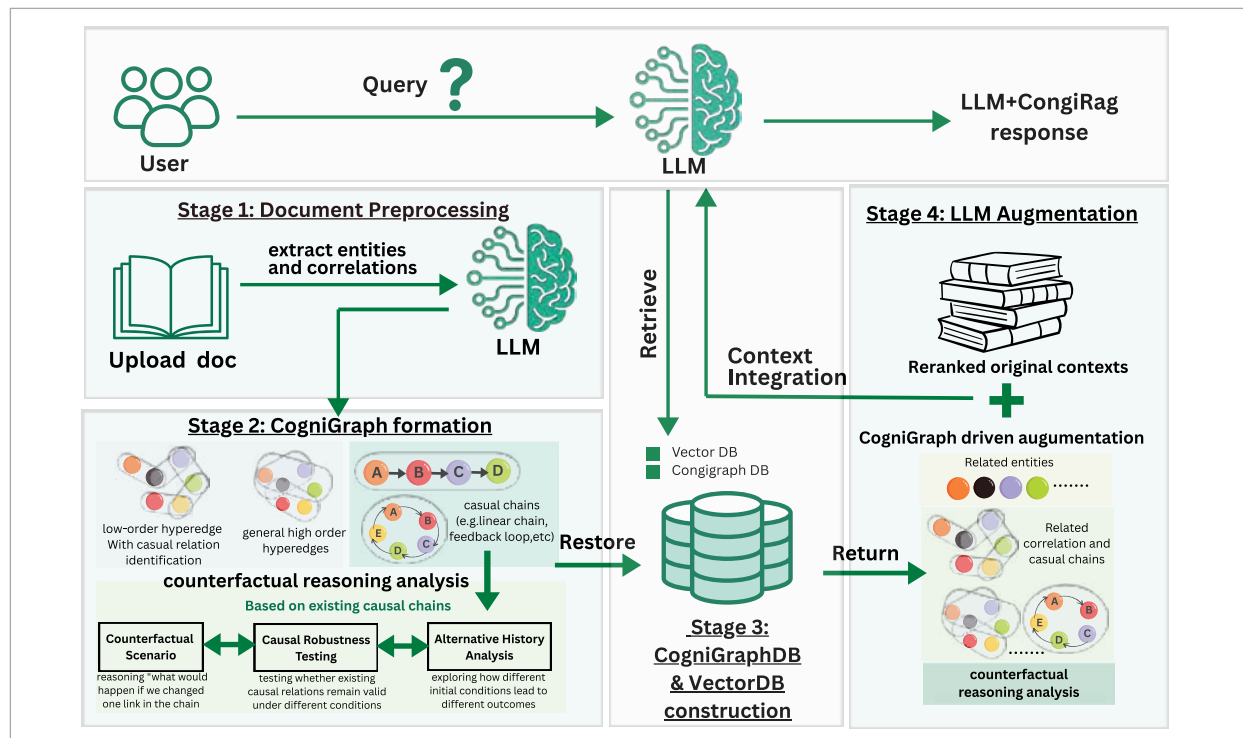 Query ?
User
LLM
LLM+CongiRag
response
Stage 1: Document Preprocessing
extract entities
and correlations
Upload doc
LLM
Stage 2: CogniGraph formation
low-order hyperedge
With casual relation
identification
general high order
hyperedges
A B C D
A
B
C
D
E
casual chains
(e.g.linear chain,
feedback loop,etc)
counterfactual reasoning analysis
Based on existing causal chains
Counterfactual
Scenario
reasoning "what would
happen if we changed
one link in the chain
Causal Robustness
Testing
testing whether existing
causal relations remain valid
under different conditions
Alternative History
Analysis
exploring how different
initial conditions lead to
different outcomes
Retrieve
Context
Integration
Vector DB
Congigraph DB
Restore
Return
Stage 3:
CogniGraphDB
& VectorDB
construction
Stage 4: LLM Augmentation
Reranked original contexts
+
CogniGraph driven augumentation
Related entities
.......
Related
correlation and
casual chains
A
B
C
D
E
.......
counterfactual
reasoning analysis